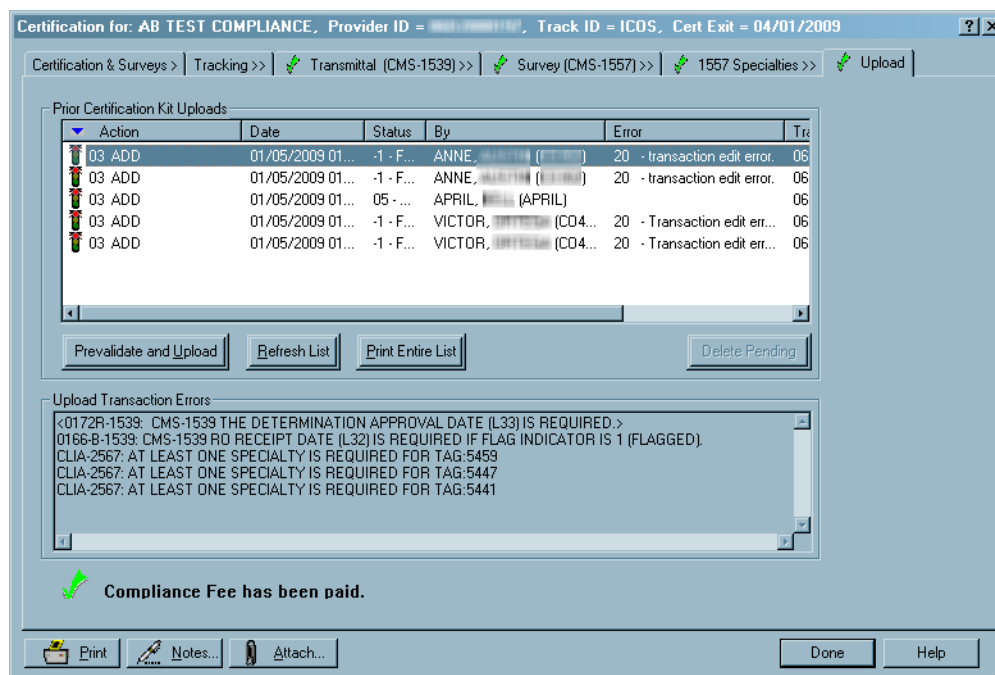 Certification for: AB TEST COMPLIANCE, Provider ID = , Track ID = ICOS, Cert Exit = 04/01/2009
Certification & Surveys > Tracking >> Transmittal (CMS-1539) >> Survey (CMS-1557) >> 1557 Specialties >> Upload
Prior Certification Kit Uploads
Action Date Status By Error Tra
03 ADD 01/05/2009 01... -1 - F... ANNE, ( ) 20 - transaction edit error. 06
03 ADD 01/05/2009 01... -1 - F... ANNE, ( ) 20 - transaction edit error. 06
03 ADD 01/05/2009 01... 05 - ... APRIL, (APRIL) 06
03 ADD 01/05/2009 01... -1 - F... VICTOR, (CO4... 20 - Transaction edit err... 06
03 ADD 01/05/2009 01... -1 - F... VICTOR, (CO4... 20 - Transaction edit err... 06
Prevalidate and Upload Refresh List Print Entire List Delete Pending
Upload Transaction Errors
<0172R-1539: CMS-1539 THE DETERMINATION APPROVAL DATE (L33) IS REQUIRED.>
0166-B-1539: CMS-1539 RO RECEIPT DATE (L32) IS REQUIRED IF FLAG INDICATOR IS 1 (FLAGGED).
CLIA-2567: AT LEAST ONE SPECIALTY IS REQUIRED FOR TAG:5459
CLIA-2567: AT LEAST ONE SPECIALTY IS REQUIRED FOR TAG:5447
CLIA-2567: AT LEAST ONE SPECIALTY IS REQUIRED FOR TAG:5441
Compliance Fee has been paid.
Print Notes... Attach... Done Help